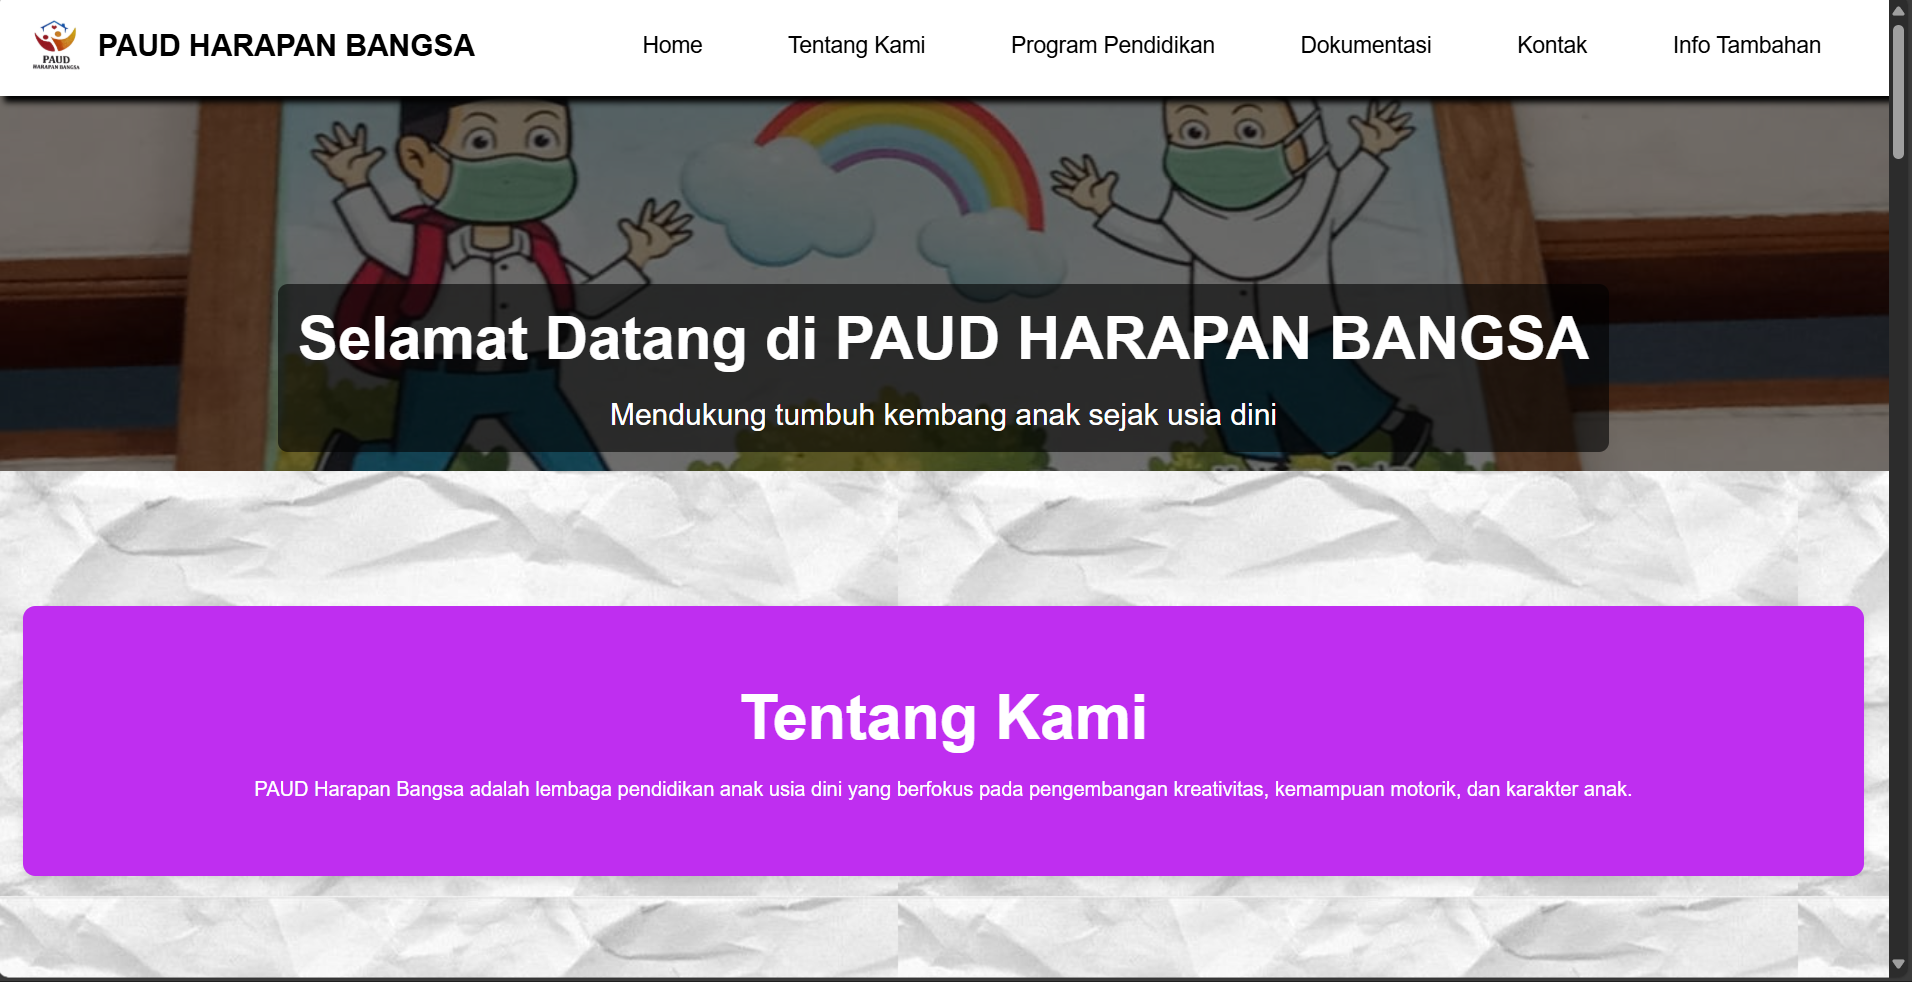 PAUD
HARAPAN BANGSA
PAUD HARAPAN BANGSA
Home
Tentang Kami
Program Pendidikan
Dokumentasi
Kontak
Info Tambahan
Selamat Datang di PAUD HARAPAN BANGSA
Mendukung tumbuh kembang anak sejak usia dini
Tentang Kami
PAUD Harapan Bangsa adalah lembaga pendidikan anak usia dini yang berfokus pada pengembangan kreativitas, kemampuan motorik, dan karakter anak.